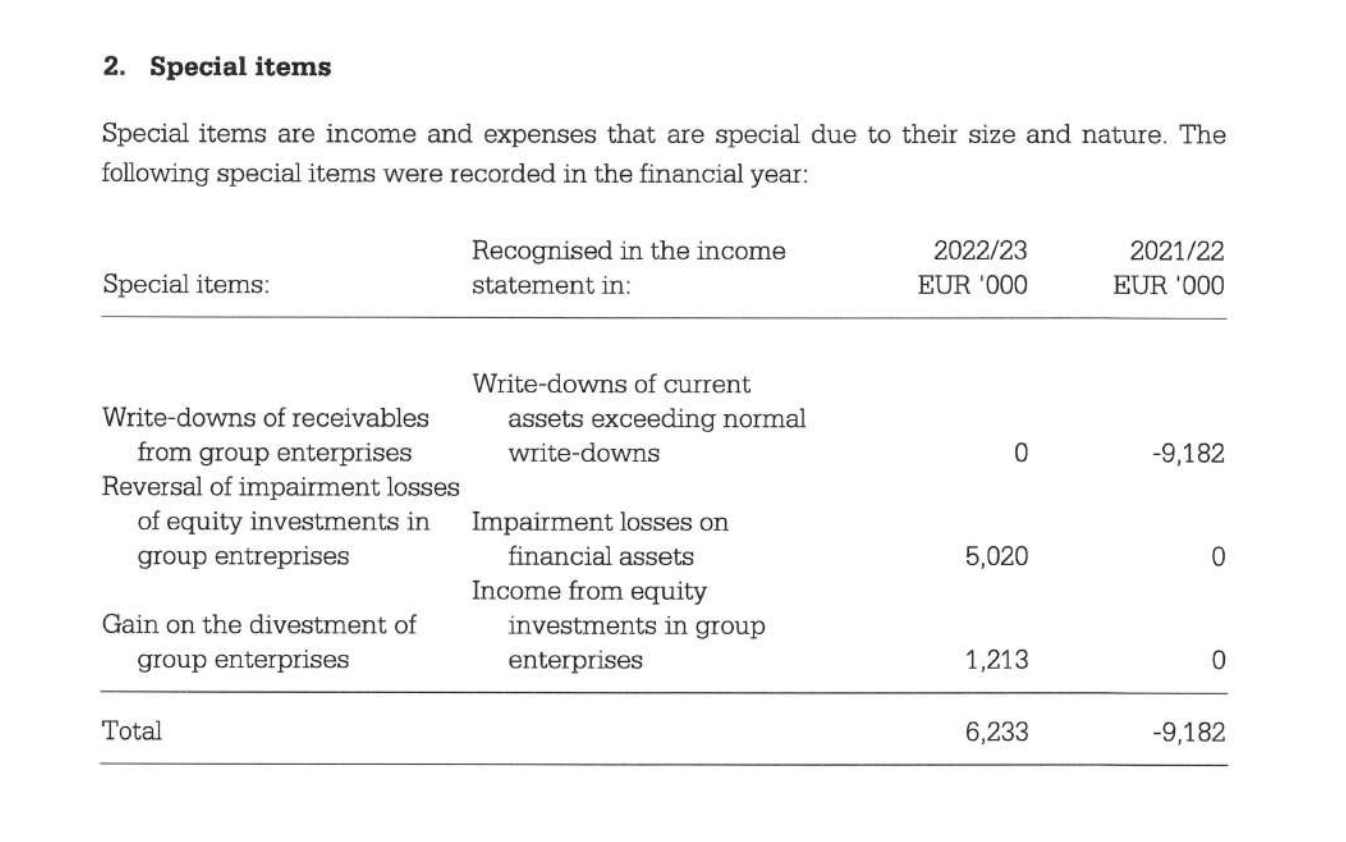 2. Special items
Special items are income and expenses that are special due to their size and nature. The
following special items were recorded in the financial year:
Recognised in the income 2022/23 2021/22
Special items: statement in: EUR '000 EUR '000
Write-downs of current
Write-downs of receivables assets exceeding normal
from group enterprises write-downs 0 -9,182
Reversal of impairment losses
of equity investments in Impairment losses on
group entreprises financial assets 5,020 0
Income from equity
Gain on the divestment of investments in group
group enterprises enterprises 1,213 0
Total 6,233 -9,182